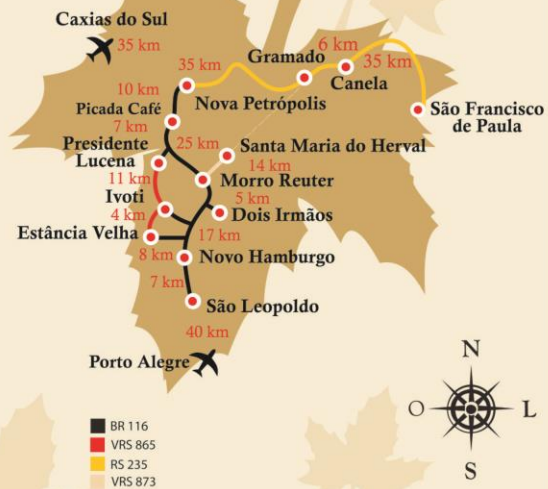 Caxias do Sul
35 km
35 km
Gramado
6 km
35 km
Canela
10 km
Nova Petrópolis
São Francisco
de Paula
Picada Café
7 km
Presidente
Lucena
25 km
Santa Maria do Herval
14 km
11 km
Morro Reuter
Ivoti
5 km
4 km
Dois Irmãos
Estância Velha
17 km
8 km
Novo Hamburgo
7 km
São Leopoldo
40 km
Porto Alegre
N
O
L
S
BR 116
VRS 865
RS 235
VRS 873